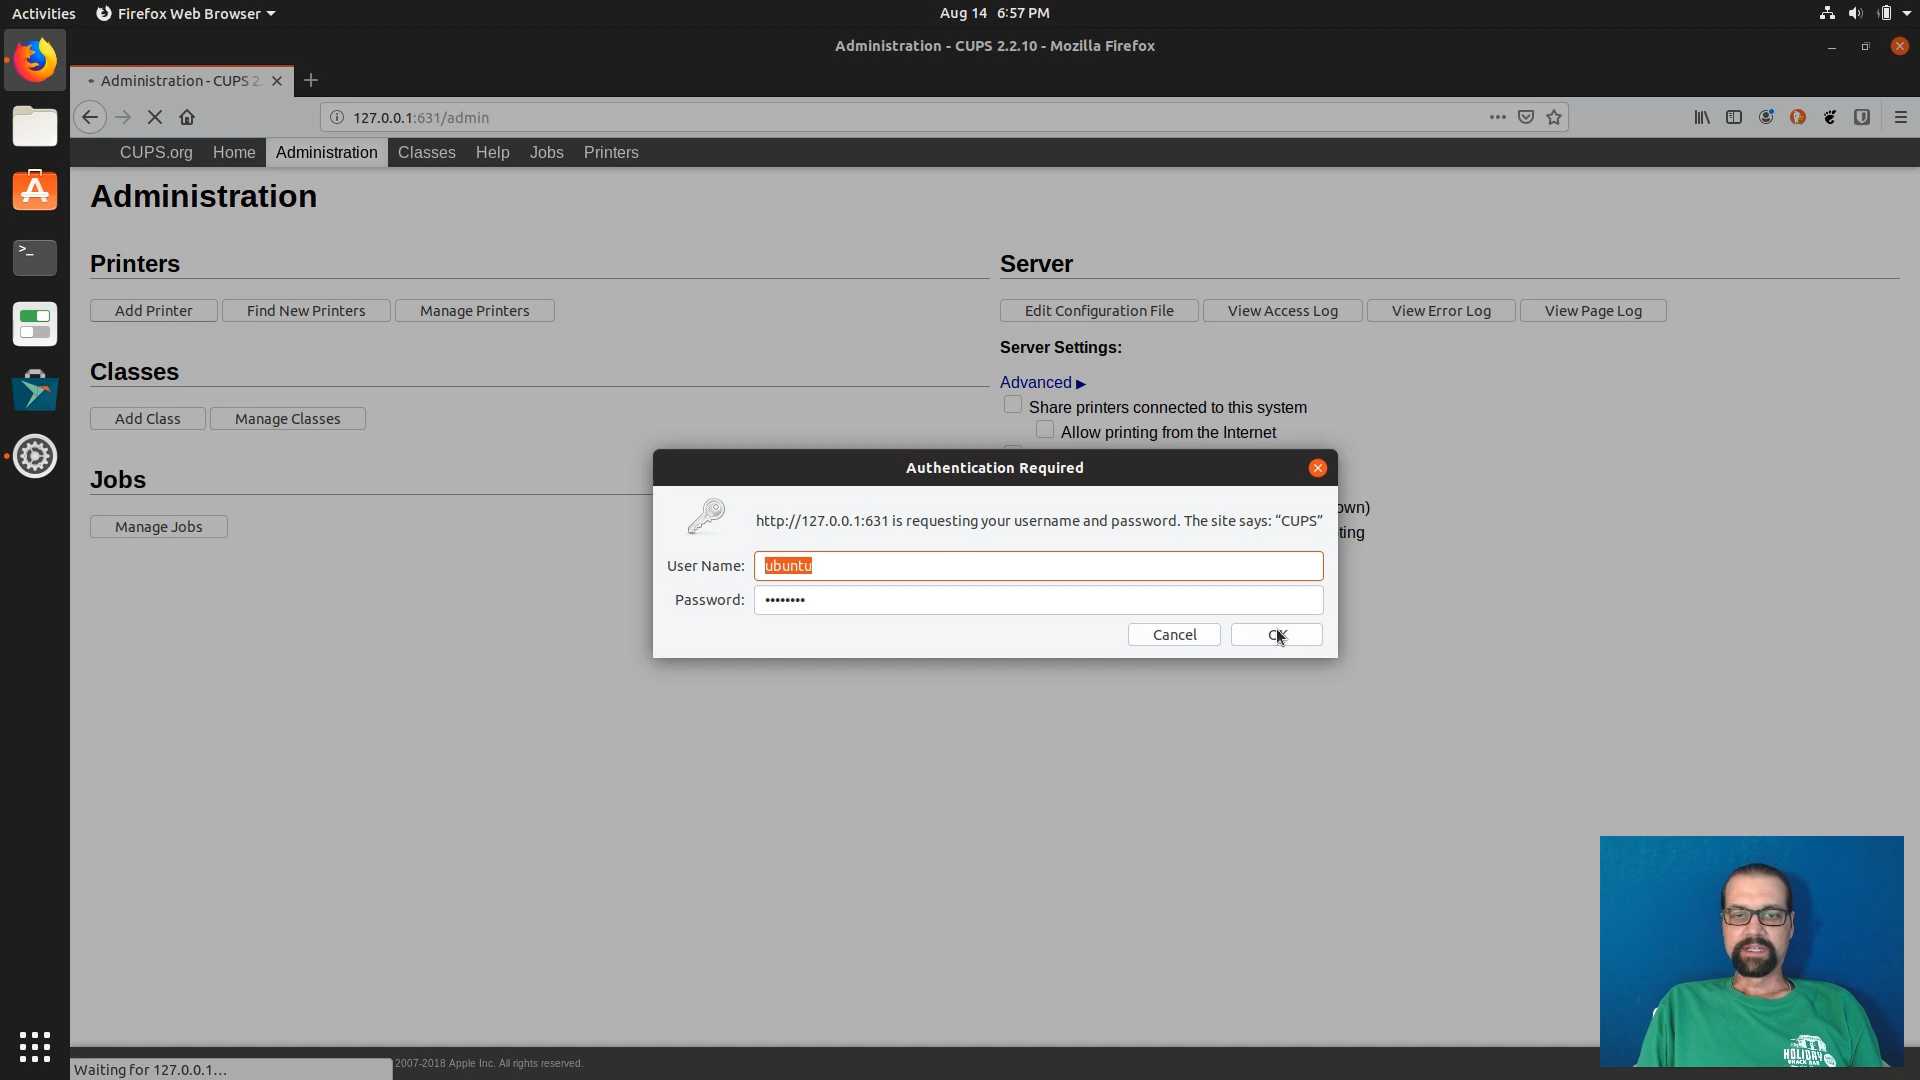 Activities Firefox Web Browser Aug 14 6:57 PM
Administration - CUPS 2.2.10 - Mozilla Firefox
Administration - CUPS 2.
127.0.0.1:631/admin
CUPS.org Home Administration Classes Help Jobs Printers
Administration
Printers
Server
Add Printer Find New Printers Manage Printers
Edit Configuration File View Access Log View Error Log View Page Log
Server Settings:
Classes
Advanced ▶
Share printers connected to this system
Add Class Manage Classes
Allow printing from the Internet
Authentication Required
Jobs
own)
http://127.0.0.1:631 is requesting your username and password. The site says: “CUPS”
Manage Jobs
ting
User Name: ubuntu
Password: ••••••••
Cancel OK
HOLIDAY
SNACK BAR
2007-2018 Apple Inc. All rights reserved.
Waiting for 127.0.0.1…